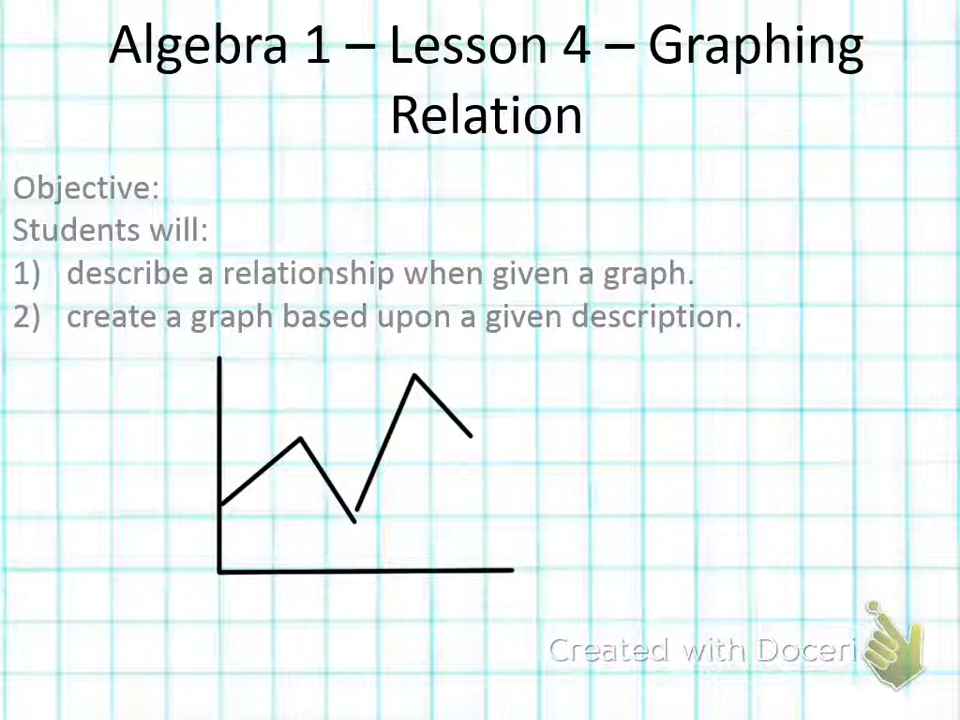 Algebra 1 – Lesson 4 – Graphing
Relation
Objective:
Students will:
1) describe a relationship when given a graph.
2) create a graph based upon a given description.
Created with Doceri